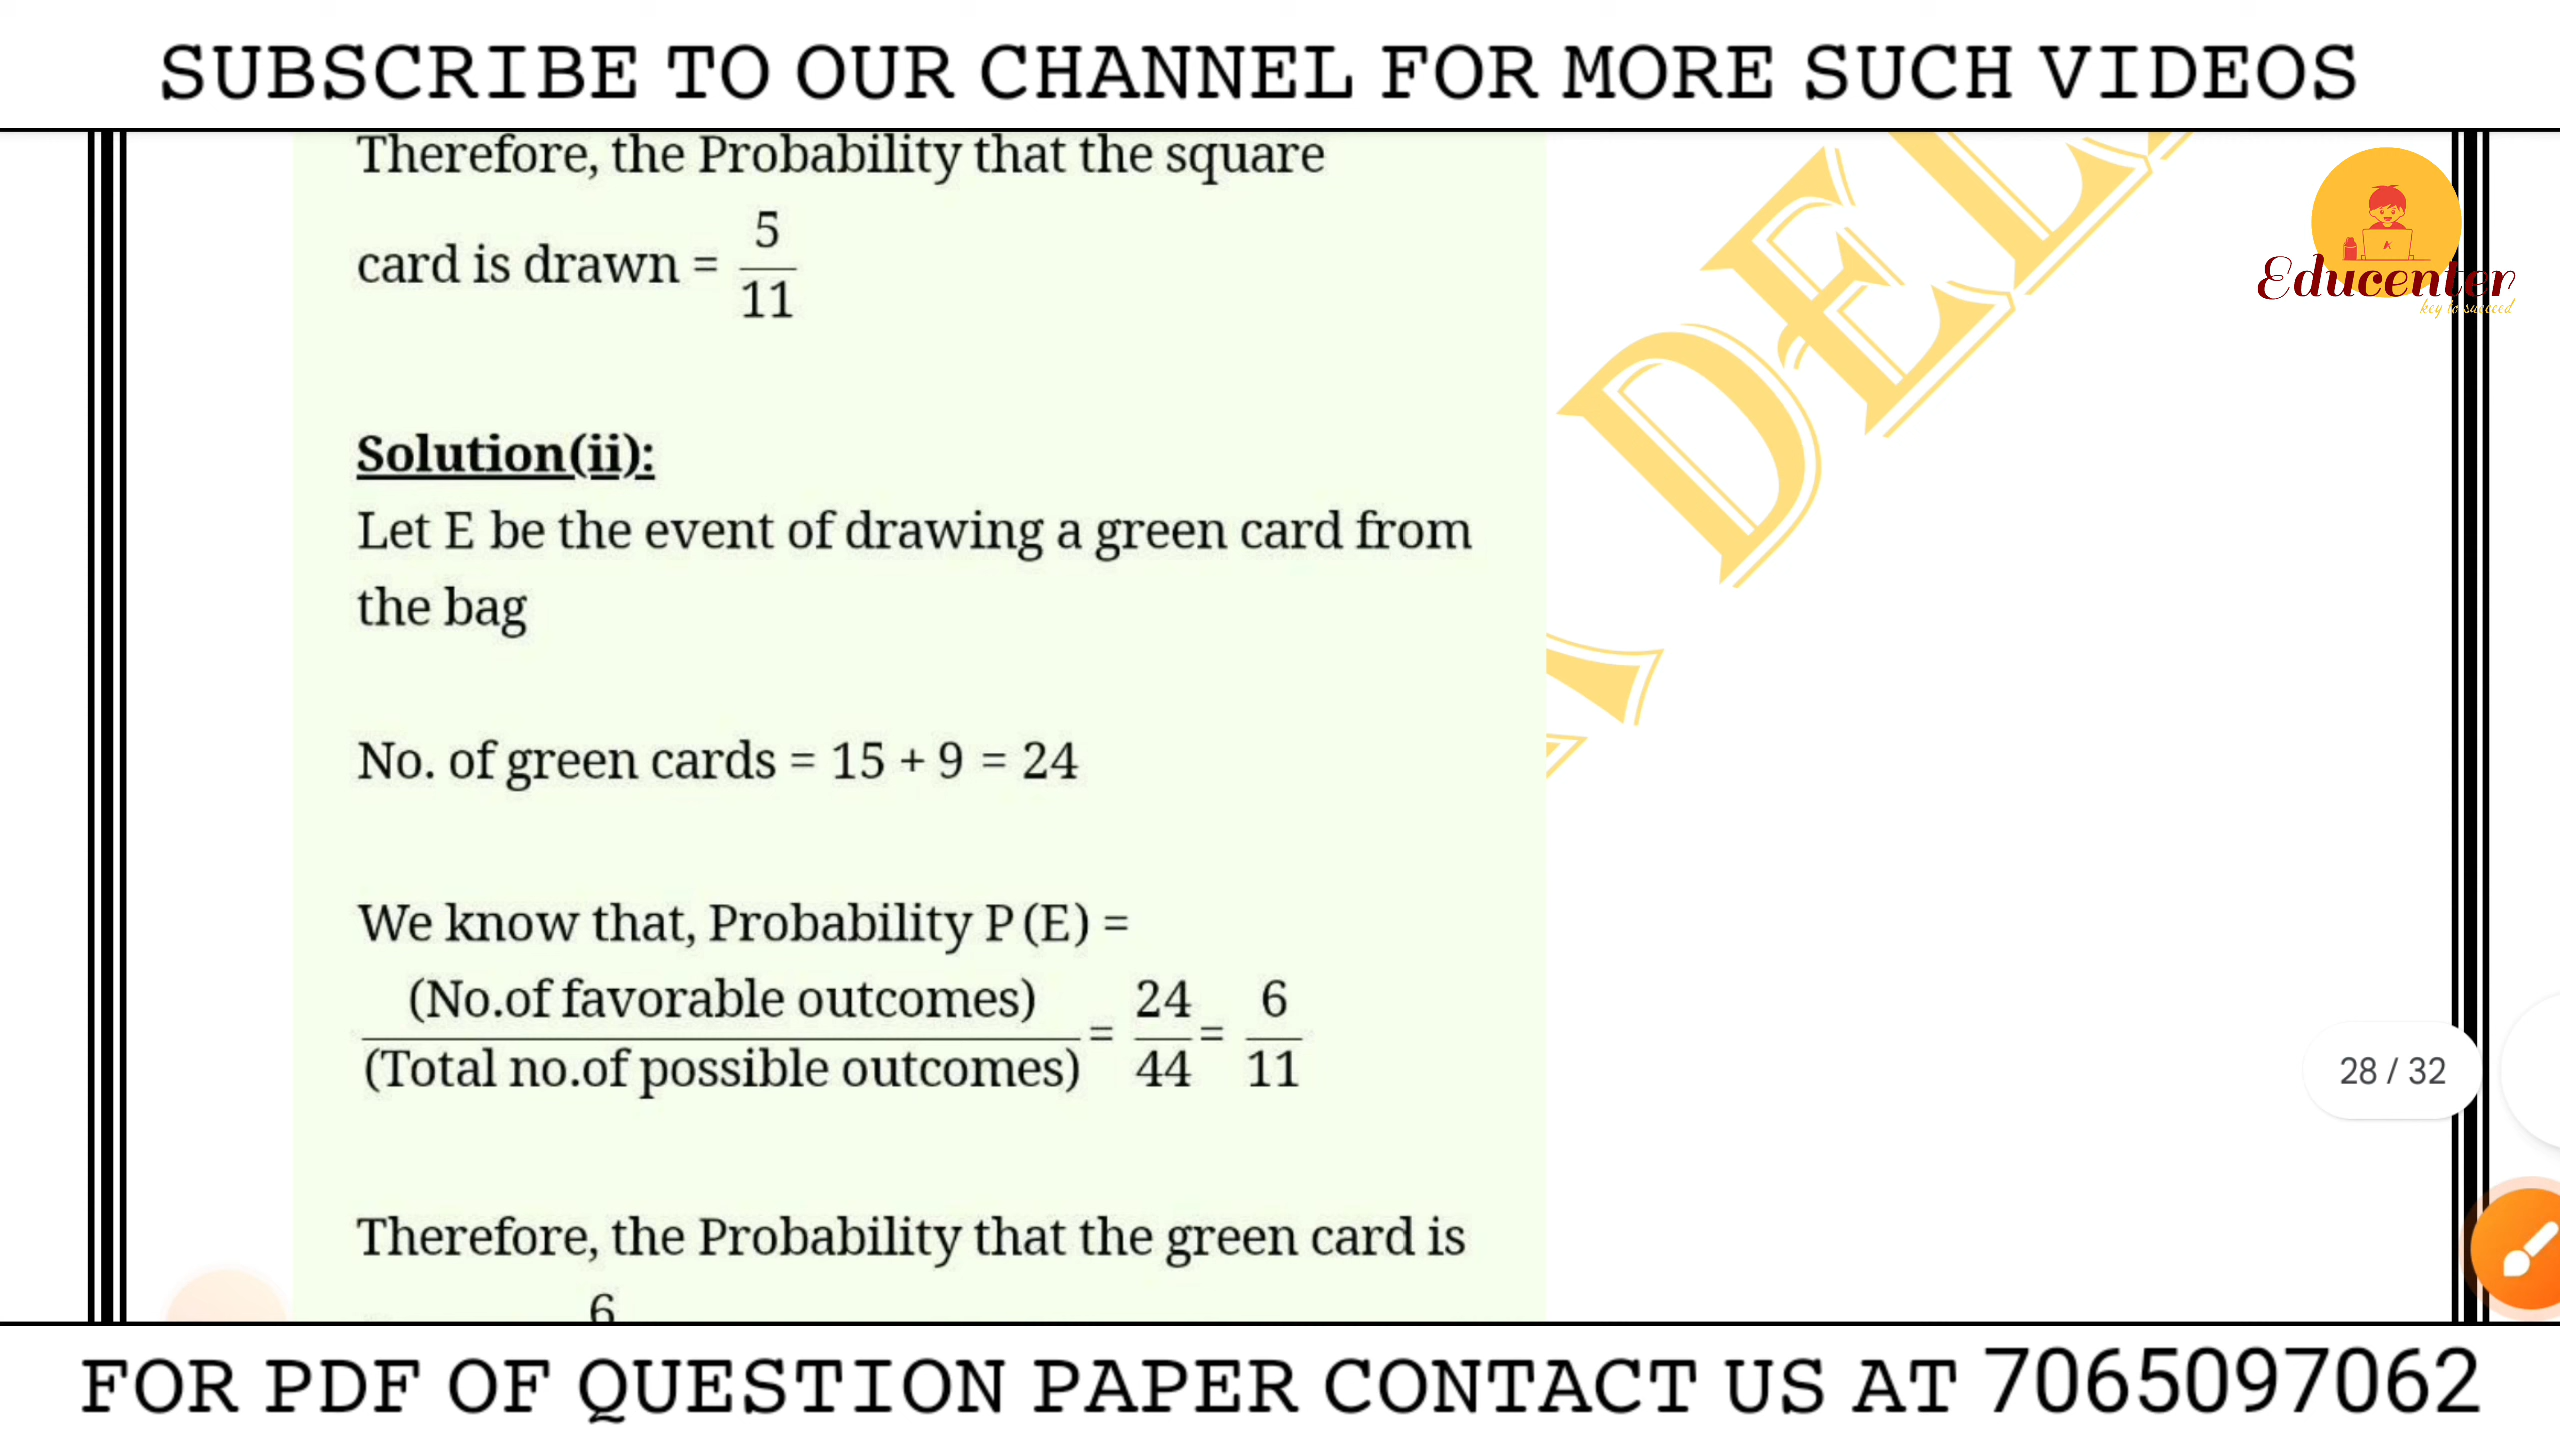 SUBSCRIBE TO OUR CHANNEL FOR MORE SUCH VIDEOS
Therefore, the Probability that the square
card is drawn = 5/11
Educenter
key to succeed
Solution(ii):
Let E be the event of drawing a green card from
the bag
No. of green cards = 15 + 9 = 24
We know that, Probability P(E) =
(No.of favorable outcomes)/(Total no.of possible outcomes) = 24/44 = 6/11
28 / 32
Therefore, the Probability that the green card is
6
FOR PDF OF QUESTION PAPER CONTACT US AT 7065097062